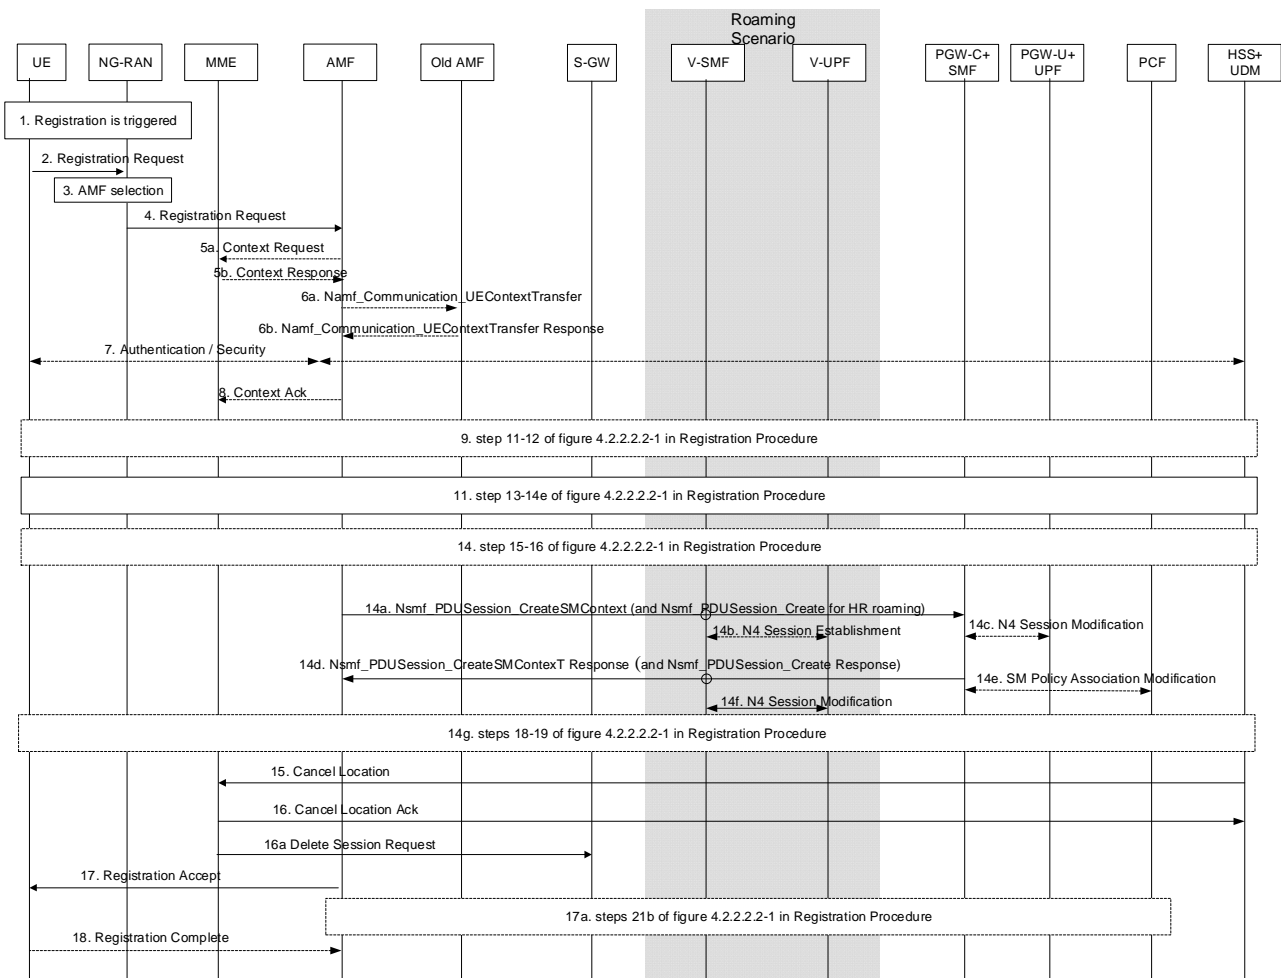 Roaming
Scenario
UE
NG-RAN
MME
AMF
Old AMF
S-GW
V-SMF
V-UPF
PGW-C+
SMF
PGW-U+
UPF
PCF
HSS+
UDM
1. Registration is triggered
2. Registration Request
3. AMF selection
4. Registration Request
5a. Context Request
5b. Context Response
6a. Namf_Communication_UEContextTransfer
6b. Namf_Communication_UEContextTransfer Response
7. Authentication / Security
8. Context Ack
9. step 11-12 of figure 4.2.2.2.2-1 in Registration Procedure
11. step 13-14e of figure 4.2.2.2.2-1 in Registration Procedure
14. step 15-16 of figure 4.2.2.2.2-1 in Registration Procedure
14a. Nsmf_PDUSession_CreateSMContext (and Nsmf_PDUSession_Create for HR roaming)
14b. N4 Session Establishment
14c. N4 Session Modification
14d. Nsmf_PDUSession_CreateSMContexT Response (and Nsmf_PDUSession_Create Response)
14e. SM Policy Association Modification
14f. N4 Session Modification
14g. steps 18-19 of figure 4.2.2.2.2-1 in Registration Procedure
15. Cancel Location
16. Cancel Location Ack
16a Delete Session Request
17. Registration Accept
17a. steps 21b of figure 4.2.2.2.2-1 in Registration Procedure
18. Registration Complete